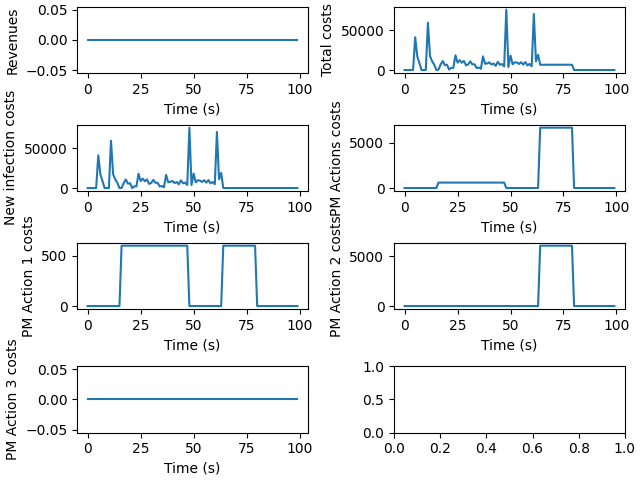 Revenues
0.05
0.00
−0.05
0 25 50 75 100
Time (s)
Total costs
50000
0
0 25 50 75 100
Time (s)
New infection costs
50000
0
0 25 50 75 100
Time (s)
PM Actions costs
5000
0
0 25 50 75 100
Time (s)
PM Action 1 costs
500
0
0 25 50 75 100
Time (s)
PM Action 2 costs
5000
0
0 25 50 75 100
Time (s)
PM Action 3 costs
0.05
0.00
−0.05
0 25 50 75 100
Time (s)
1.0
0.5
0.0
0.0 0.2 0.4 0.6 0.8 1.0